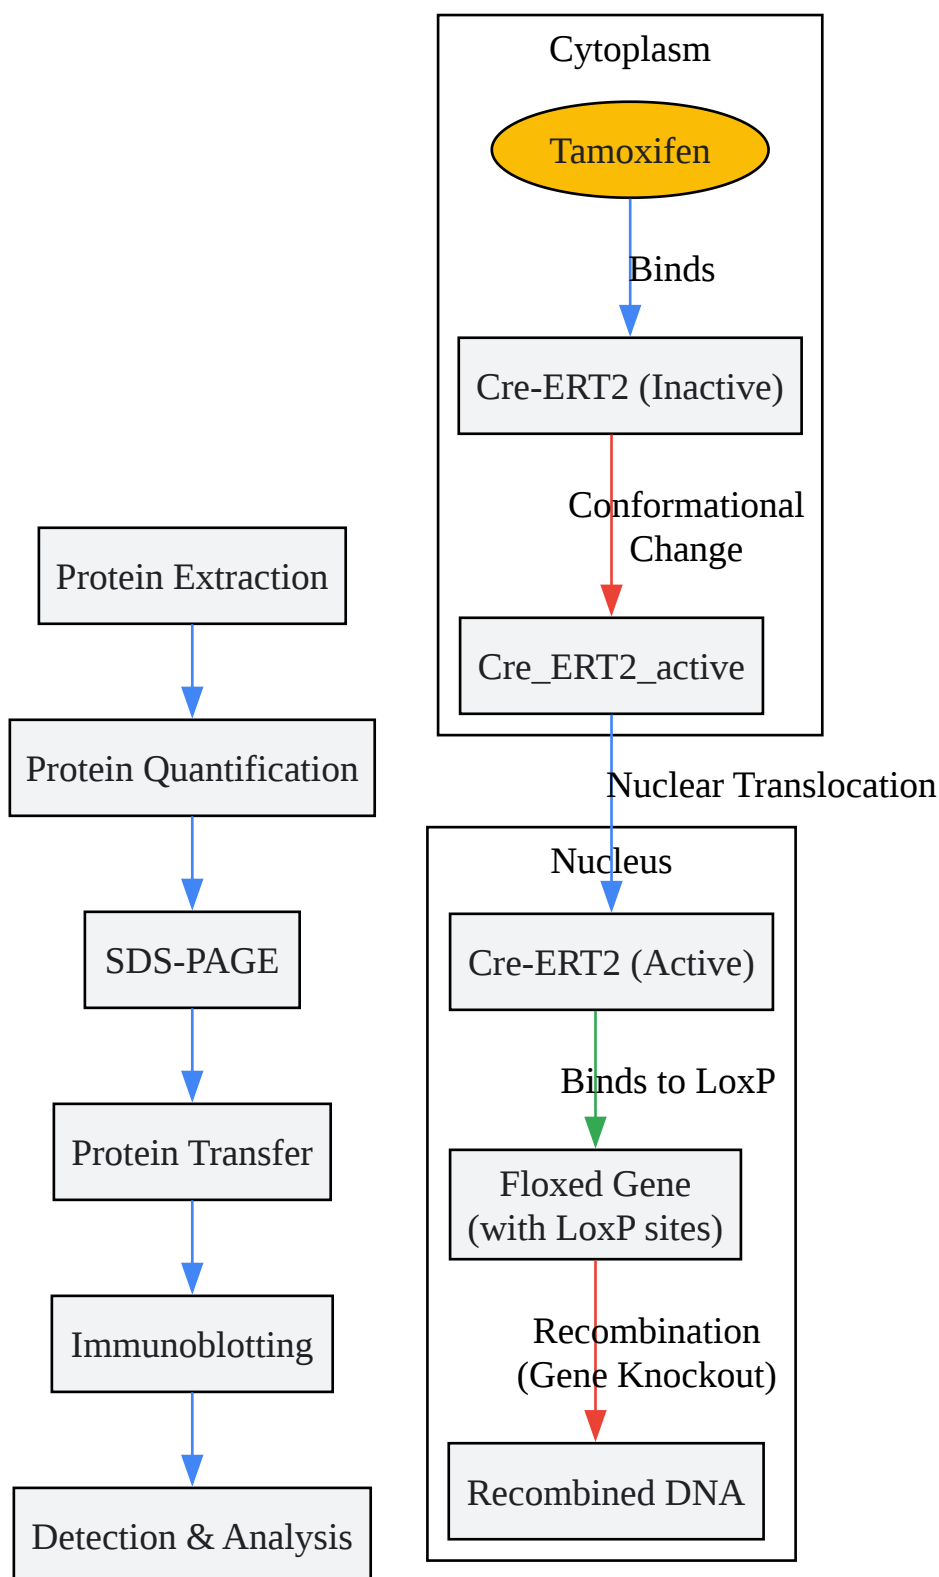 Protein Extraction
Protein Quantification
SDS-PAGE
Protein Transfer
Immunoblotting
Detection & Analysis
Cytoplasm
Tamoxifen
Binds
Cre-ERT2 (Inactive)
Conformational
Change
Cre_ERT2_active
Nuclear Translocation
Nucleus
Cre-ERT2 (Active)
Binds to LoxP
Floxed Gene
(with LoxP sites)
Recombination
(Gene Knockout)
Recombined DNA